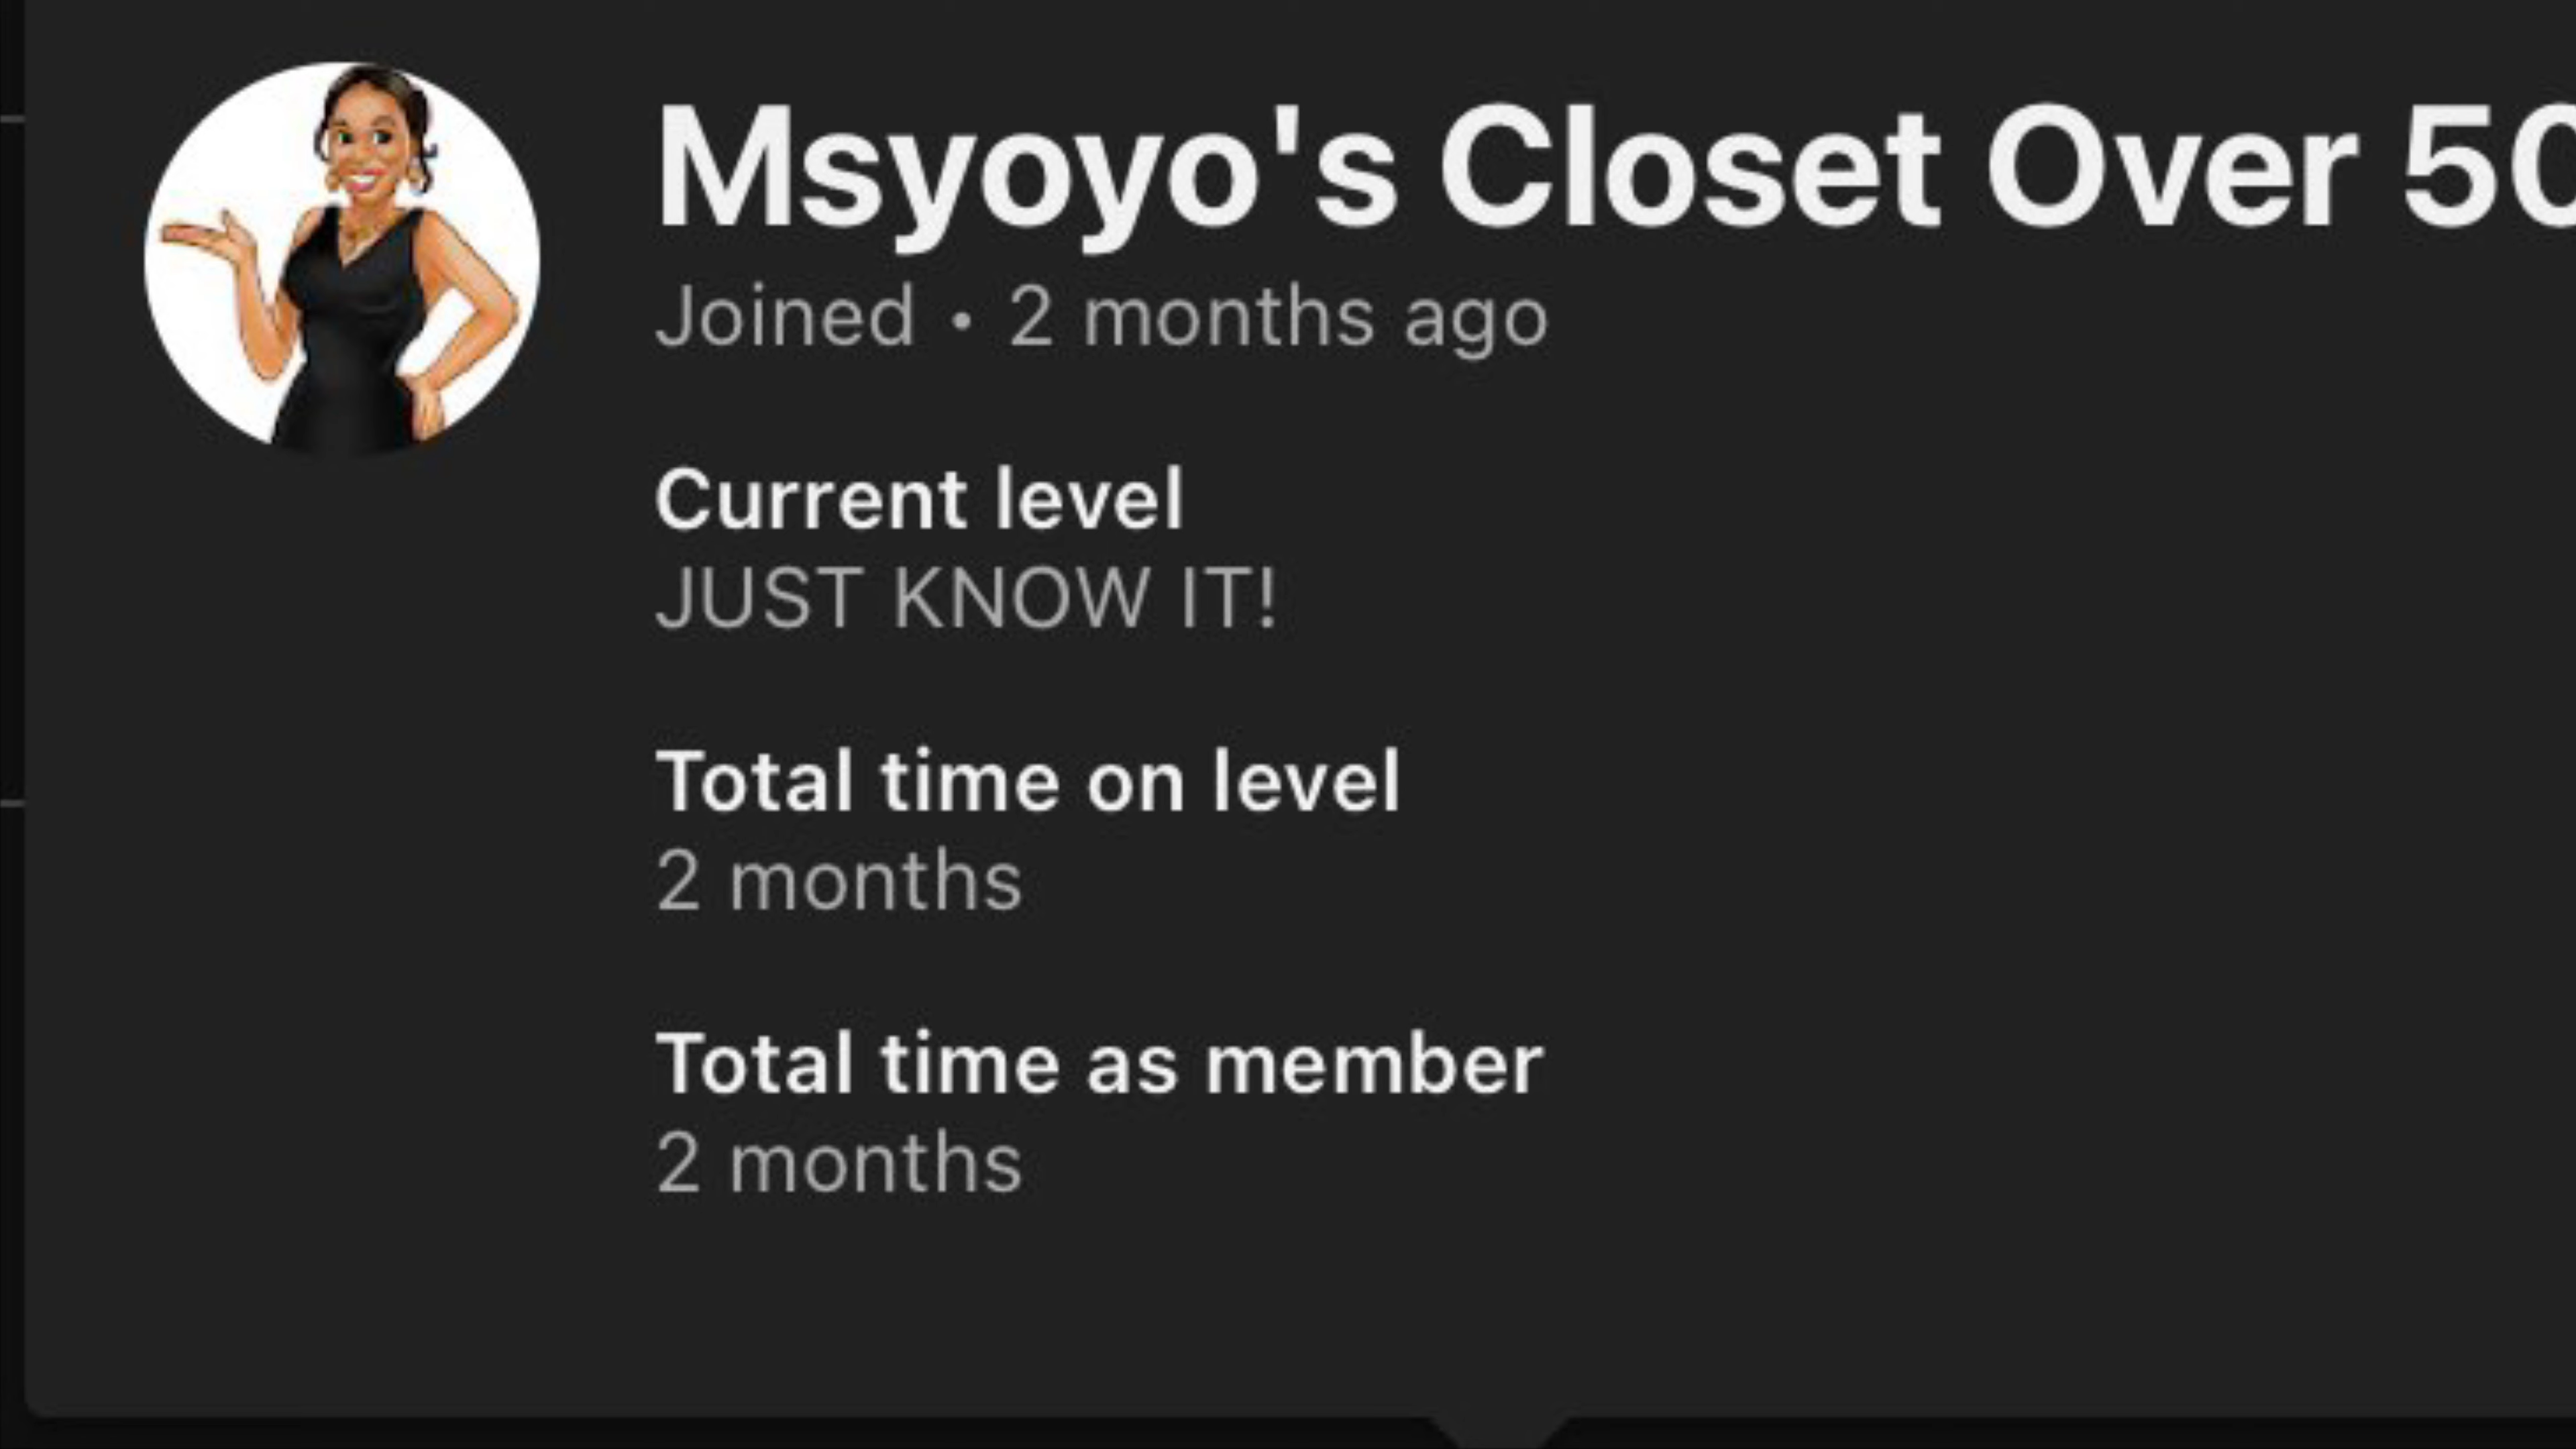 Msyoyo's Closet Over 50
Joined • 2 months ago
Current level
JUST KNOW IT!
Total time on level
2 months
Total time as member
2 months